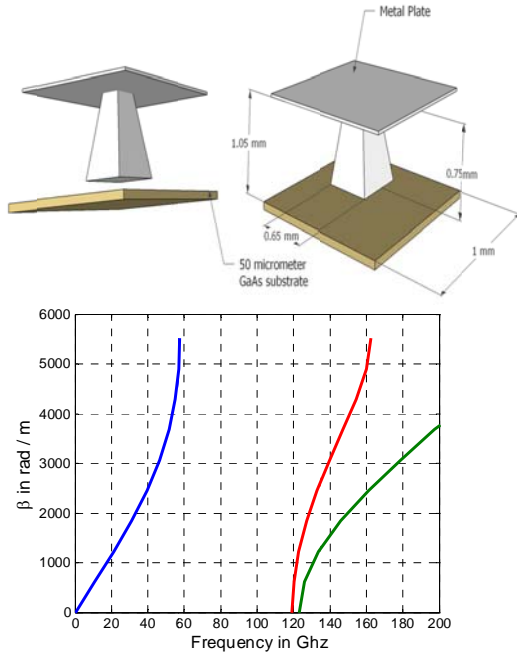 Metal Plate
1.05 mm
0.75mm
0.65 mm
1 mm
50 micrometer
GaAs substrate
6000
5000
4000
3000
2000
1000
0
β in rad / m
0 20 40 60 80 100 120 140 160 180 200
Frequency in Ghz